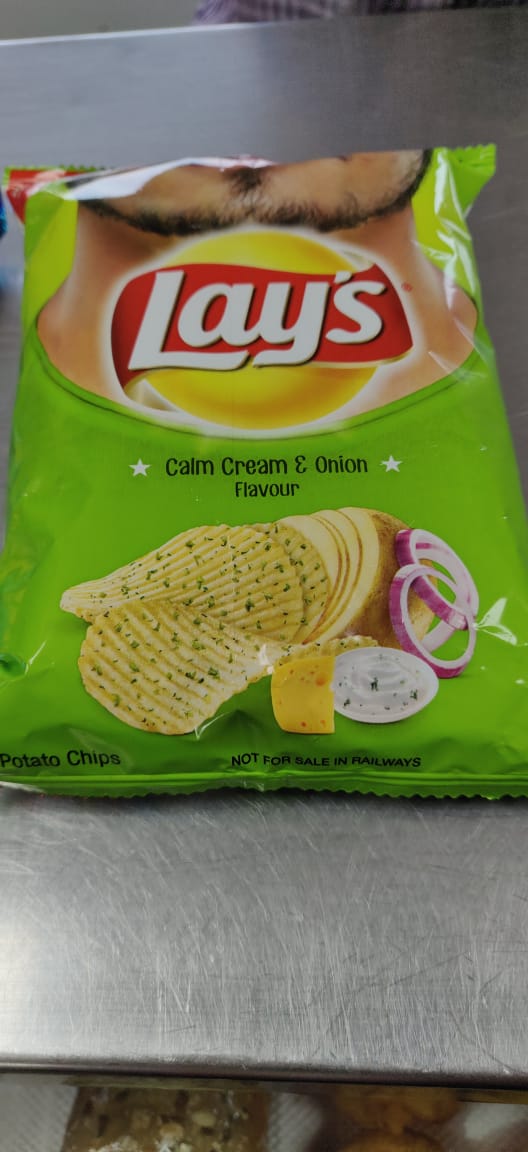 Lay's
Calm Cream & Onion
Flavour
Potato Chips
NOT FOR SALE IN RAILWAYS